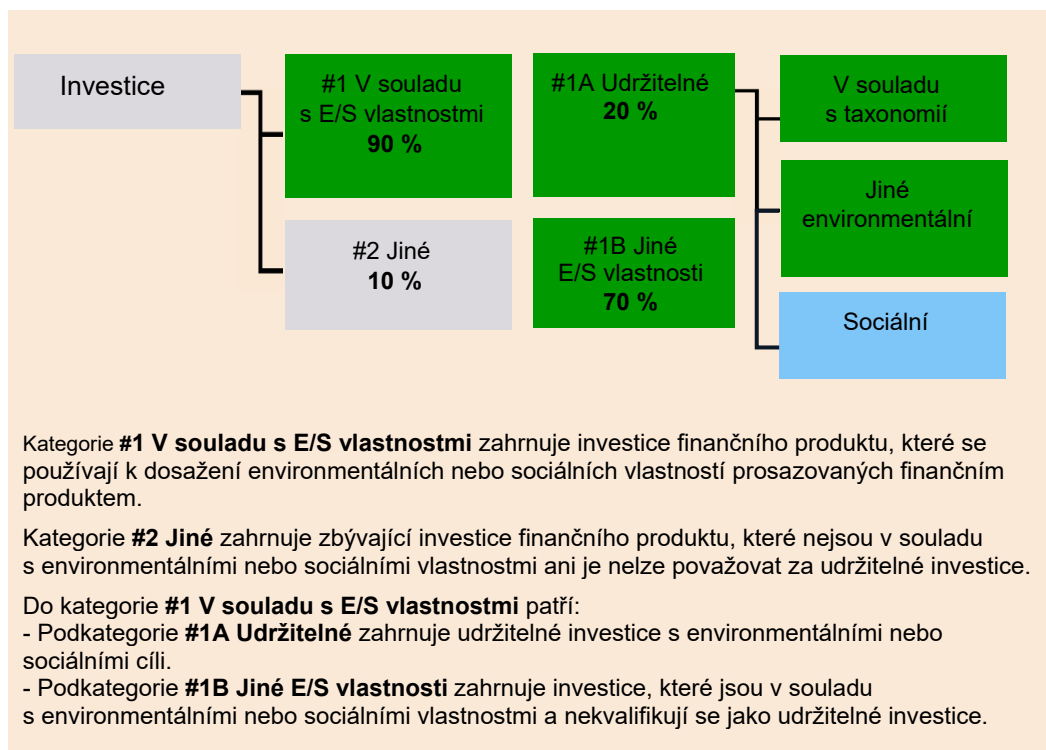 Investice
#1 V souladu
s E/S vlastnostmi
90 %
#2 Jiné
10 %
#1A Udržitelné
20 %
#1B Jiné
E/S vlastnosti
70 %
V souladu
s taxonomií
Jiné
environmentální
Sociální
Kategorie #1 V souladu s E/S vlastnostmi zahrnuje investice finančního produktu, které se
používají k dosažení environmentálních nebo sociálních vlastností prosazovaných finančním
produktem.
Kategorie #2 Jiné zahrnuje zbývající investice finančního produktu, které nejsou v souladu
s environmentálními nebo sociálními vlastnostmi ani je nelze považovat za udržitelné investice.
Do kategorie #1 V souladu s E/S vlastnostmi patří:
- Podkategorie #1A Udržitelné zahrnuje udržitelné investice s environmentálními nebo
sociálními cíli.
- Podkategorie #1B Jiné E/S vlastnosti zahrnuje investice, které jsou v souladu
s environmentálními nebo sociálními vlastnostmi a nekvalifikují se jako udržitelné investice.